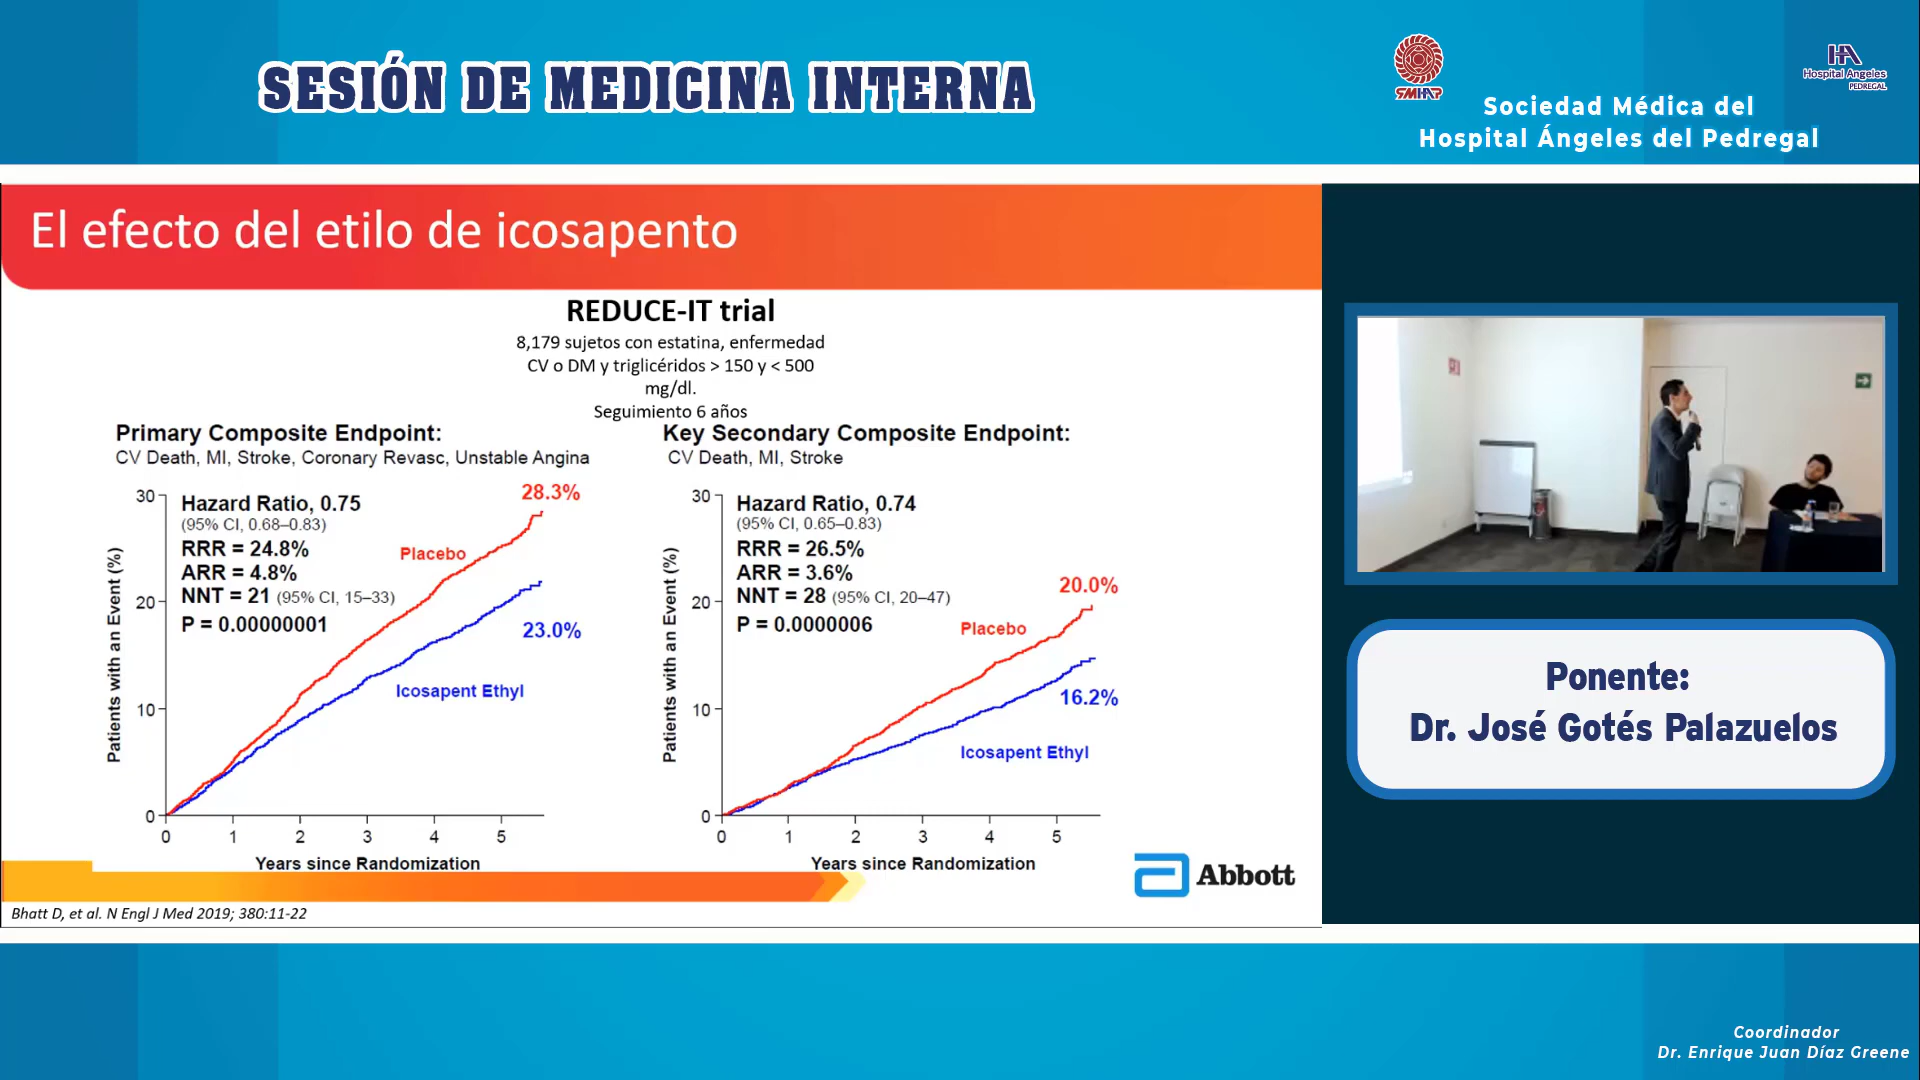 SESIÓN DE MEDICINA INTERNA
SMHAP
Sociedad Médica del
Hospital Ángeles del Pedregal
HA
Hospital Angeles
PEDREGAL
El efecto del etilo de icosapento
REDUCE-IT trial
8,179 sujetos con estatina, enfermedad
CV o DM y triglicéridos > 150 y < 500
mg/dl.
Seguimiento 6 años
Primary Composite Endpoint:
CV Death, MI, Stroke, Coronary Revasc, Unstable Angina
Patients with an Event (%)
30
20
10
0
Hazard Ratio, 0.75
(95% CI, 0.68–0.83)
RRR = 24.8%
ARR = 4.8%
NNT = 21 (95% CI, 15–33)
P = 0.00000001
28.3%
Placebo
23.0%
Icosapent Ethyl
0 1 2 3 4 5
Years since Randomization
Key Secondary Composite Endpoint:
CV Death, MI, Stroke
Patients with an Event (%)
30
20
10
0
Hazard Ratio, 0.74
(95% CI, 0.65–0.83)
RRR = 26.5%
ARR = 3.6%
NNT = 28 (95% CI, 20–47)
P = 0.0000006
20.0%
Placebo
16.2%
Icosapent Ethyl
0 1 2 3 4 5
Years since Randomization
Abbott
Bhatt D, et al. N Engl J Med 2019; 380:11-22
Ponente:
Dr. José Gotés Palazuelos
Coordinador
Dr. Enrique Juan Díaz Greene